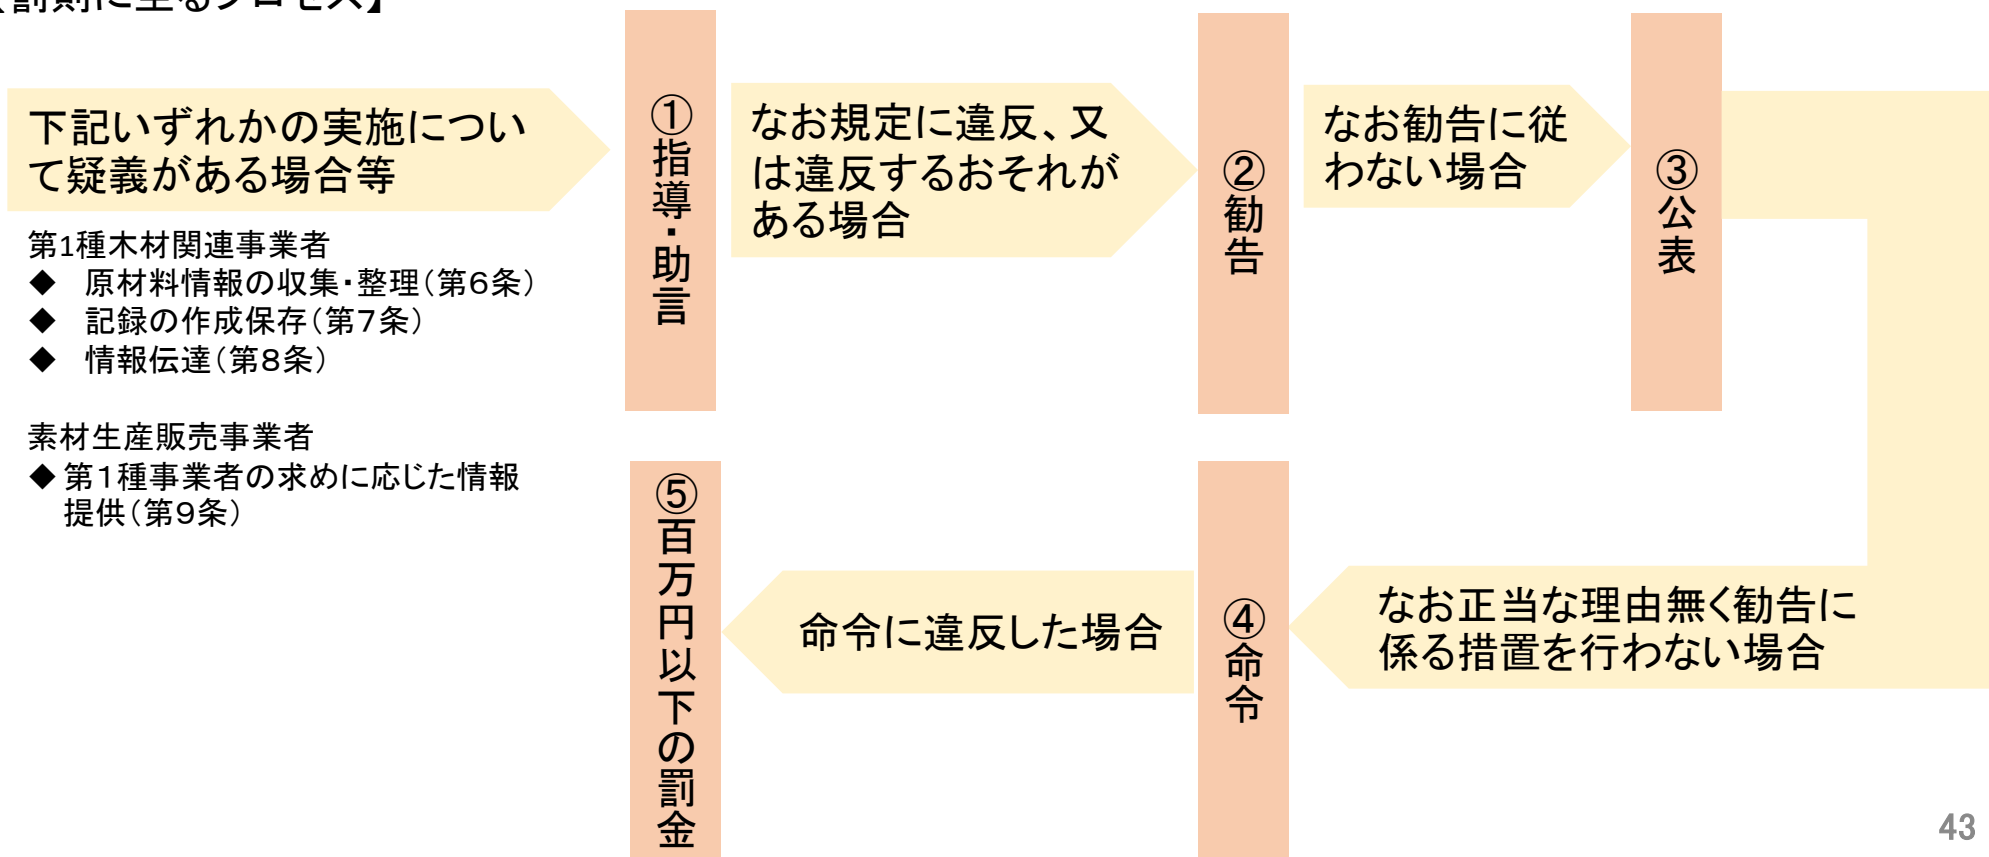 【罰則に至るプロセス】
下記いずれかの実施につい
て疑義がある場合等
第1種木材関連事業者
◆ 原材料情報の収集・整理（第６条）
◆ 記録の作成保存（第７条）
◆ 情報伝達（第８条）
素材生産販売事業者
◆ 第１種事業者の求めに応じた情報
提供（第９条）
①指導・助言
なお規定に違反、又
は違反するおそれが
ある場合
②勧告
なお勧告に従
わない場合
③公表
なお正当な理由無く勧告に
係る措置を行わない場合
④命令
命令に違反した場合
⑤百万円以下の罰金
43